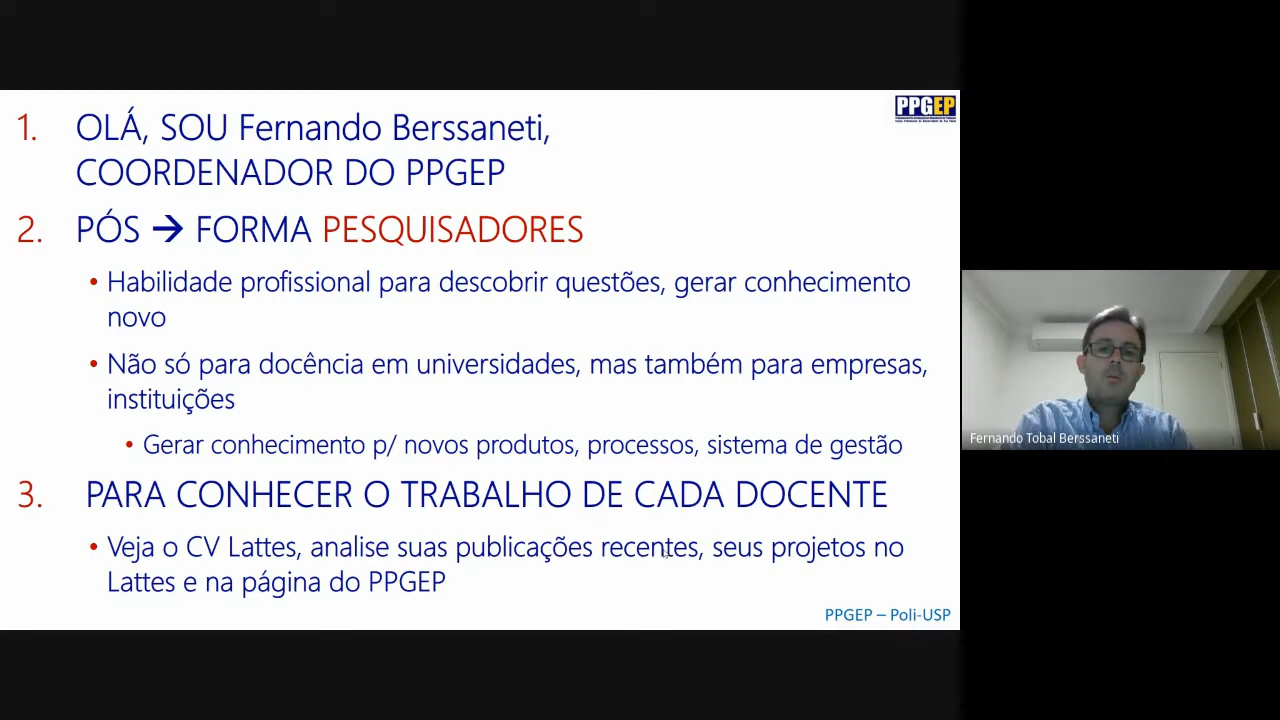 PPGEP
1. OLÁ, SOU Fernando Berssaneti,
COORDENADOR DO PPGEP
2. PÓS → FORMA PESQUISADORES
• Habilidade profissional para descobrir questões, gerar conhecimento
novo
• Não só para docência em universidades, mas também para empresas,
instituições
• Gerar conhecimento p/ novos produtos, processos, sistema de gestão
3. PARA CONHECER O TRABALHO DE CADA DOCENTE
• Veja o CV Lattes, analise suas publicações recentes, seus projetos no
Lattes e na página do PPGEP
PPGEP – Poli-USP
Fernando Tobal Berssaneti